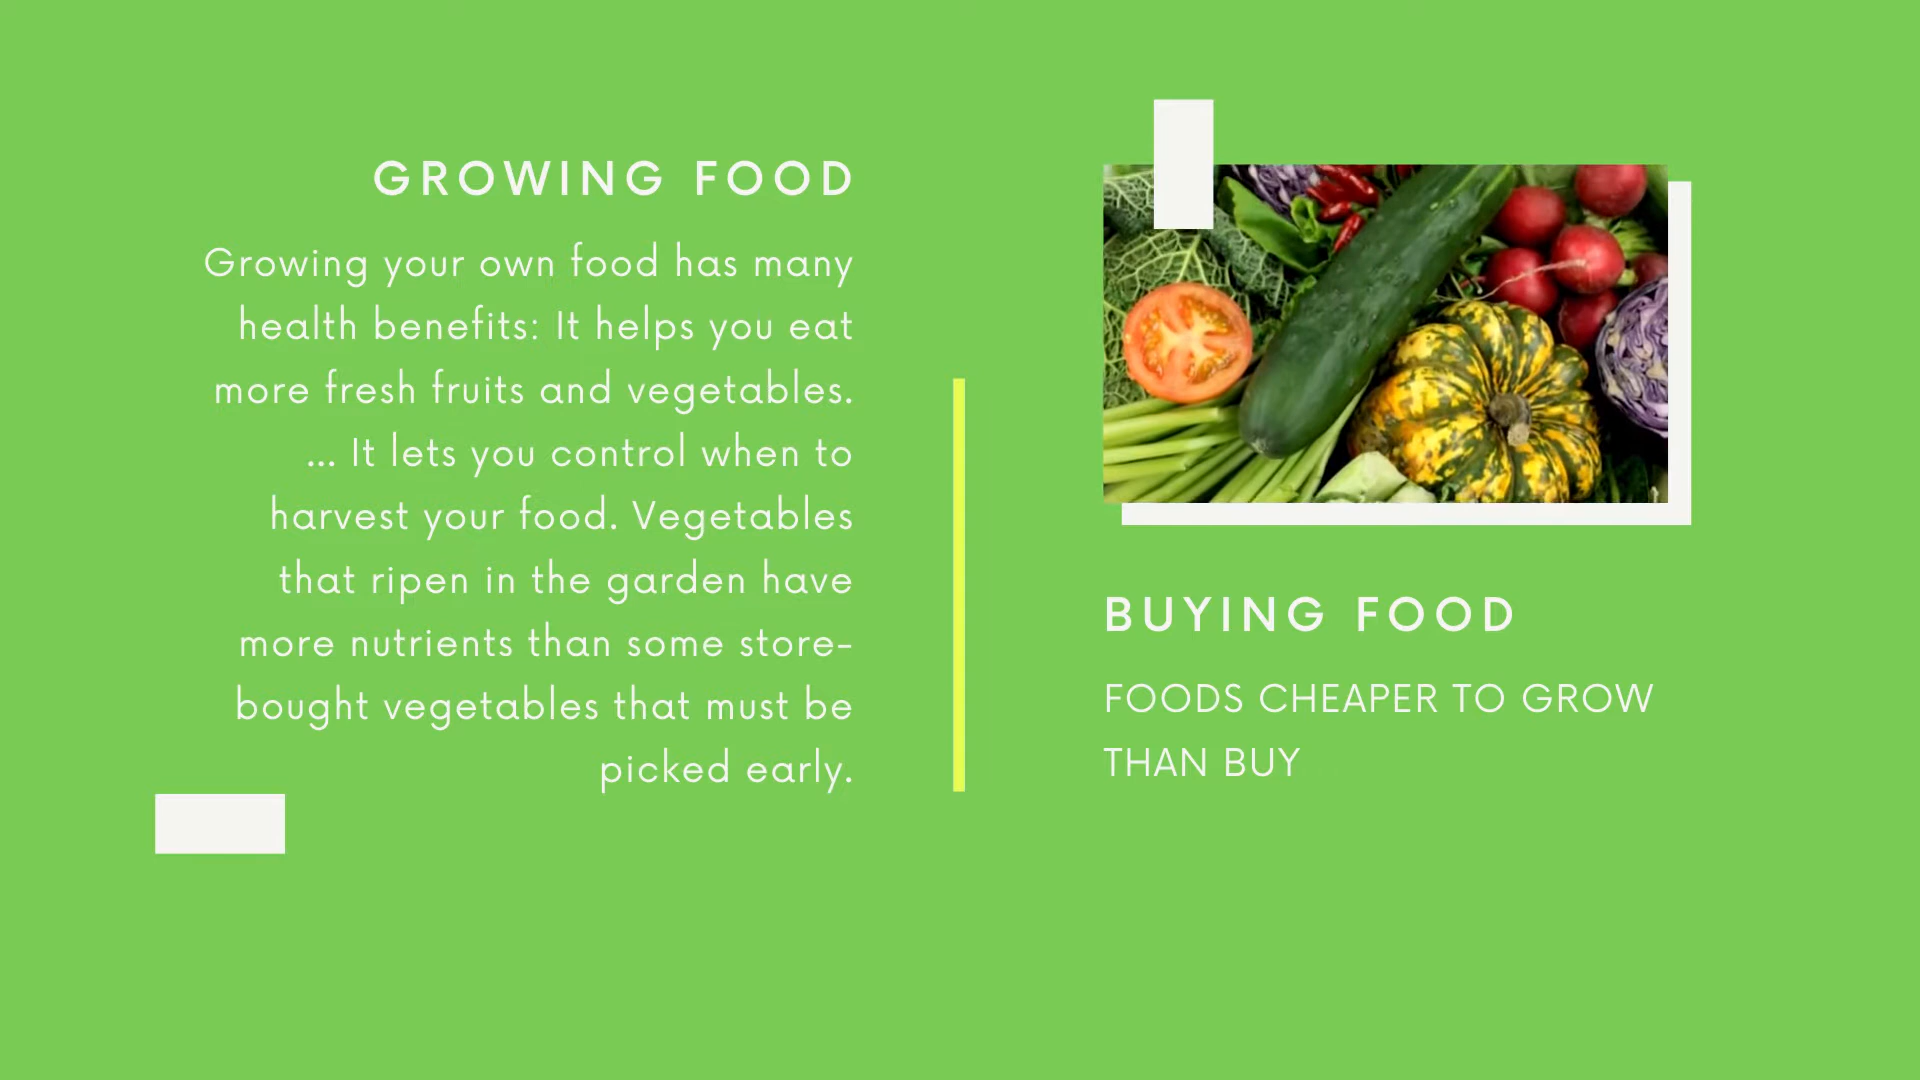 GROWING FOOD
Growing your own food has many
health benefits: It helps you eat
more fresh fruits and vegetables.
... It lets you control when to
harvest your food. Vegetables
that ripen in the garden have
more nutrients than some store-
bought vegetables that must be
picked early.
BUYING FOOD
FOODS CHEAPER TO GROW
THAN BUY